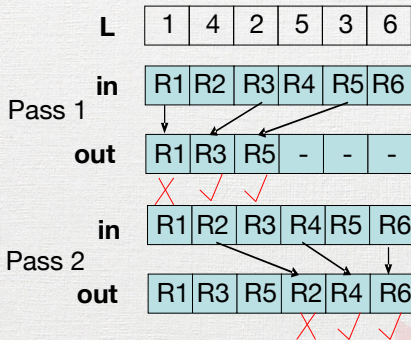 L 1 4 2 5 3 6
in R1 R2 R3 R4 R5 R6
Pass 1
out R1 R3 R5 - - -
in R1 R2 R3 R4 R5 R6
Pass 2
out R1 R3 R5 R2 R4 R6